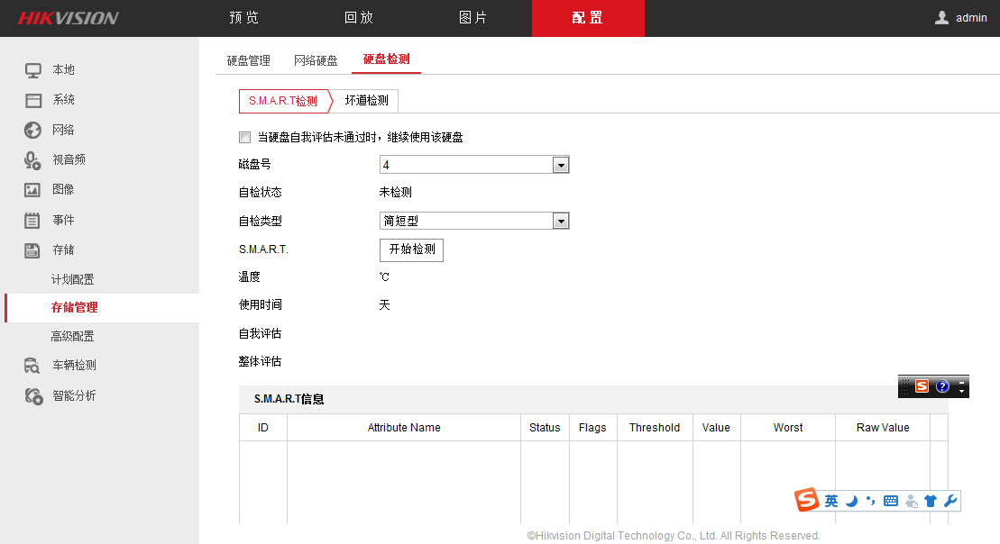 HIKVISION 预览 回放 图片 配置 admin
硬盘管理 网络硬盘 硬盘检测
本地
系统
网络
视音频
图像
事件
存储
计划配置
存储管理
高级配置
车辆检测
智能分析
S.M.A.R.T检测 坏道检测
当硬盘自我评估未通过时，继续使用该硬盘
磁盘号 4
自检状态 未检测
自检类型 简短型
S.M.A.R.T. 开始检测
温度 ℃
使用时间 天
自我评估
整体评估
S.M.A.R.T信息
ID Attribute Name Status Flags Threshold Value Worst Raw Value
S ?
S 英
©Hikvision Digital Technology Co., Ltd. All Rights Reserved.